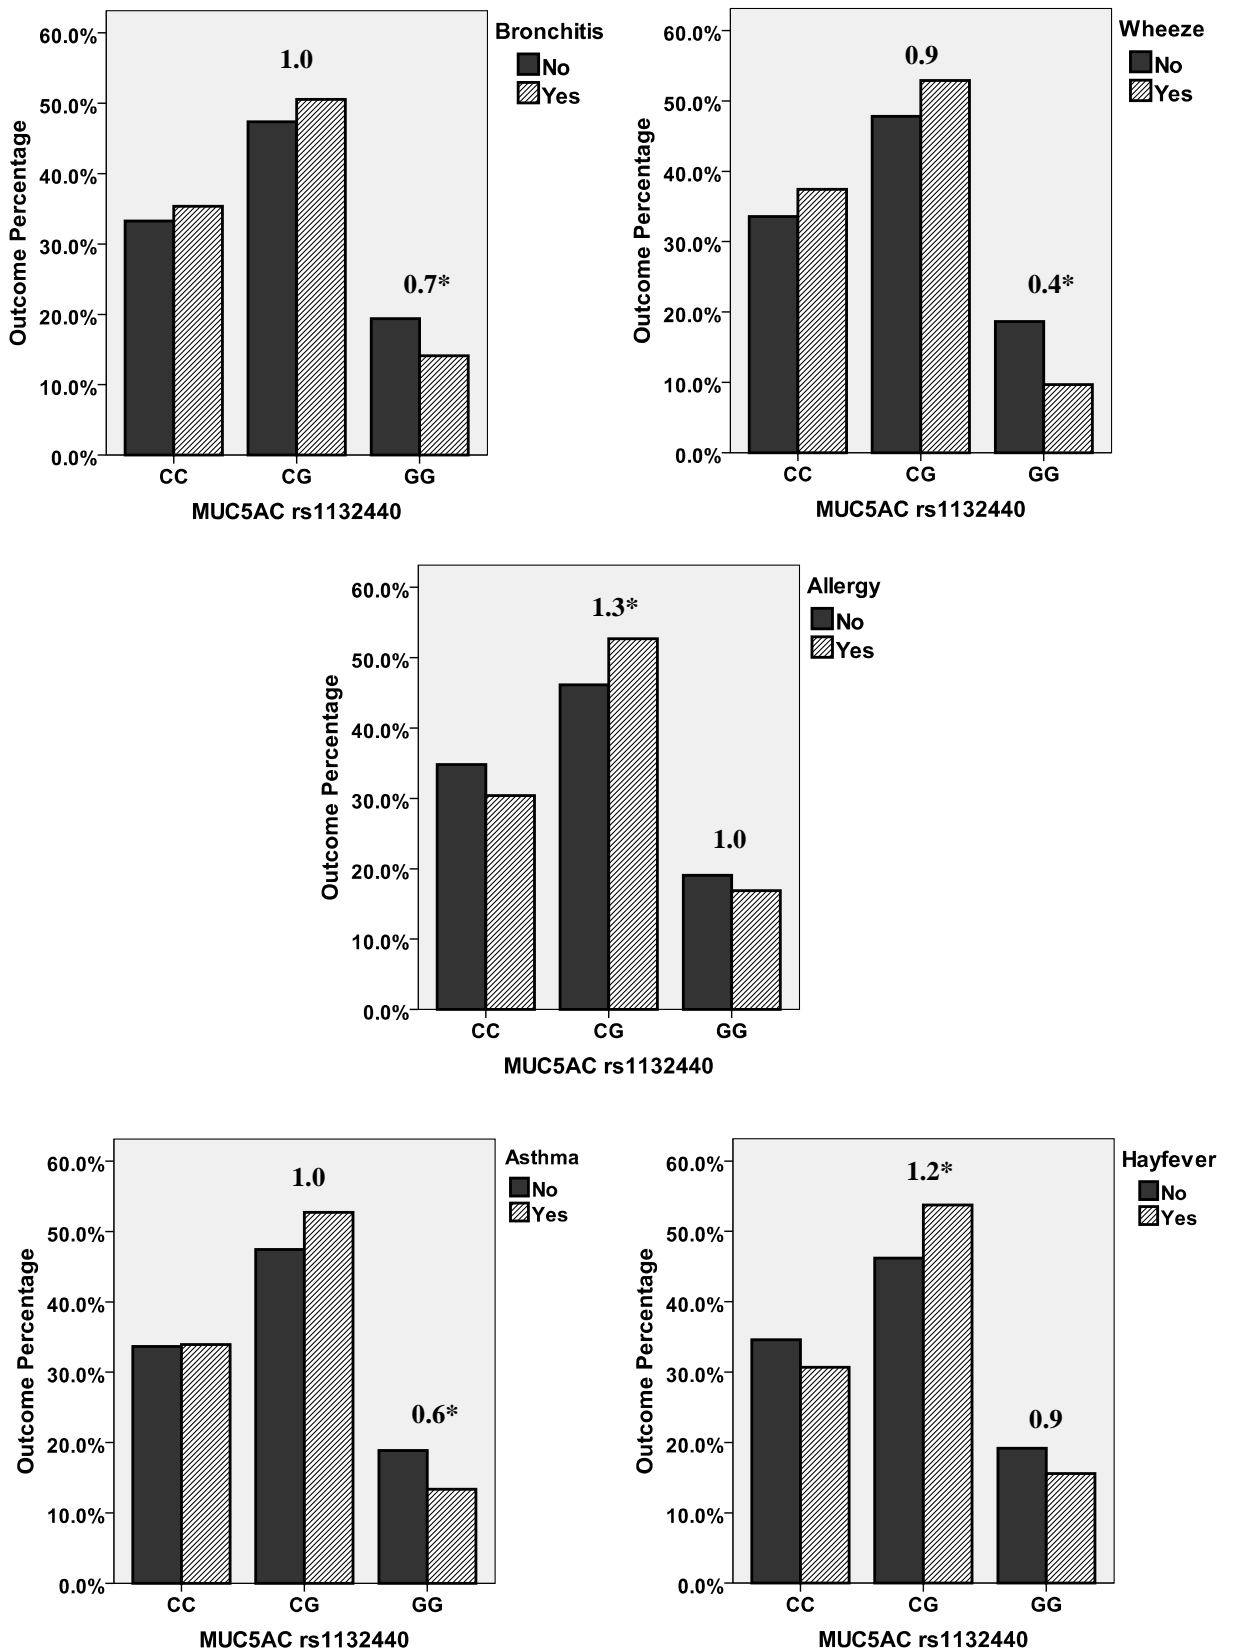 Bronchitis
No
Yes
60.0%
50.0%
40.0%
30.0%
20.0%
10.0%
0.0%
Outcome Percentage
1.0
0.7*
CC CG GG
MUC5AC rs1132440
Wheeze
No
Yes
60.0%
50.0%
40.0%
30.0%
20.0%
10.0%
0.0%
Outcome Percentage
0.9
0.4*
CC CG GG
MUC5AC rs1132440
Allergy
No
Yes
60.0%
50.0%
40.0%
30.0%
20.0%
10.0%
0.0%
Outcome Percentage
1.3*
1.0
CC CG GG
MUC5AC rs1132440
Asthma
No
Yes
60.0%
50.0%
40.0%
30.0%
20.0%
10.0%
0.0%
Outcome Percentage
1.0
0.6*
CC CG GG
MUC5AC rs1132440
Hayfever
No
Yes
60.0%
50.0%
40.0%
30.0%
20.0%
10.0%
0.0%
Outcome Percentage
1.2*
0.9
CC CG GG
MUC5AC rs1132440